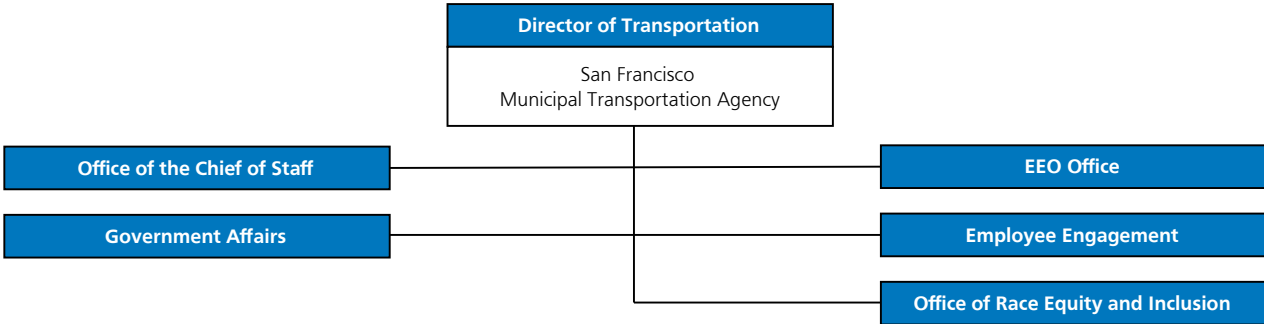 Director of Transportation
San Francisco
Municipal Transportation Agency
Office of the Chief of Staff
EEO Office
Government Affairs
Employee Engagement
Office of Race Equity and Inclusion